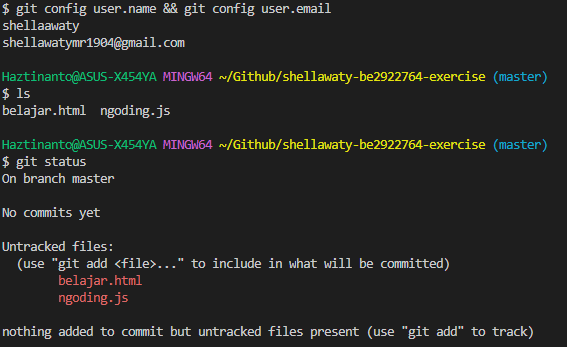 $ git config user.name && git config user.email
shellaawaty
shellawatymr1904@gmail.com
Haztinanto@ASUS-X454YA MINGW64 ~/Github/shellawaty-be2922764-exercise (master)
$ ls
belajar.html  ngoding.js
Haztinanto@ASUS-X454YA MINGW64 ~/Github/shellawaty-be2922764-exercise (master)
$ git status
On branch master
No commits yet
Untracked files:
  (use "git add <file>..." to include in what will be committed)
        belajar.html
        ngoding.js
nothing added to commit but untracked files present (use "git add" to track)